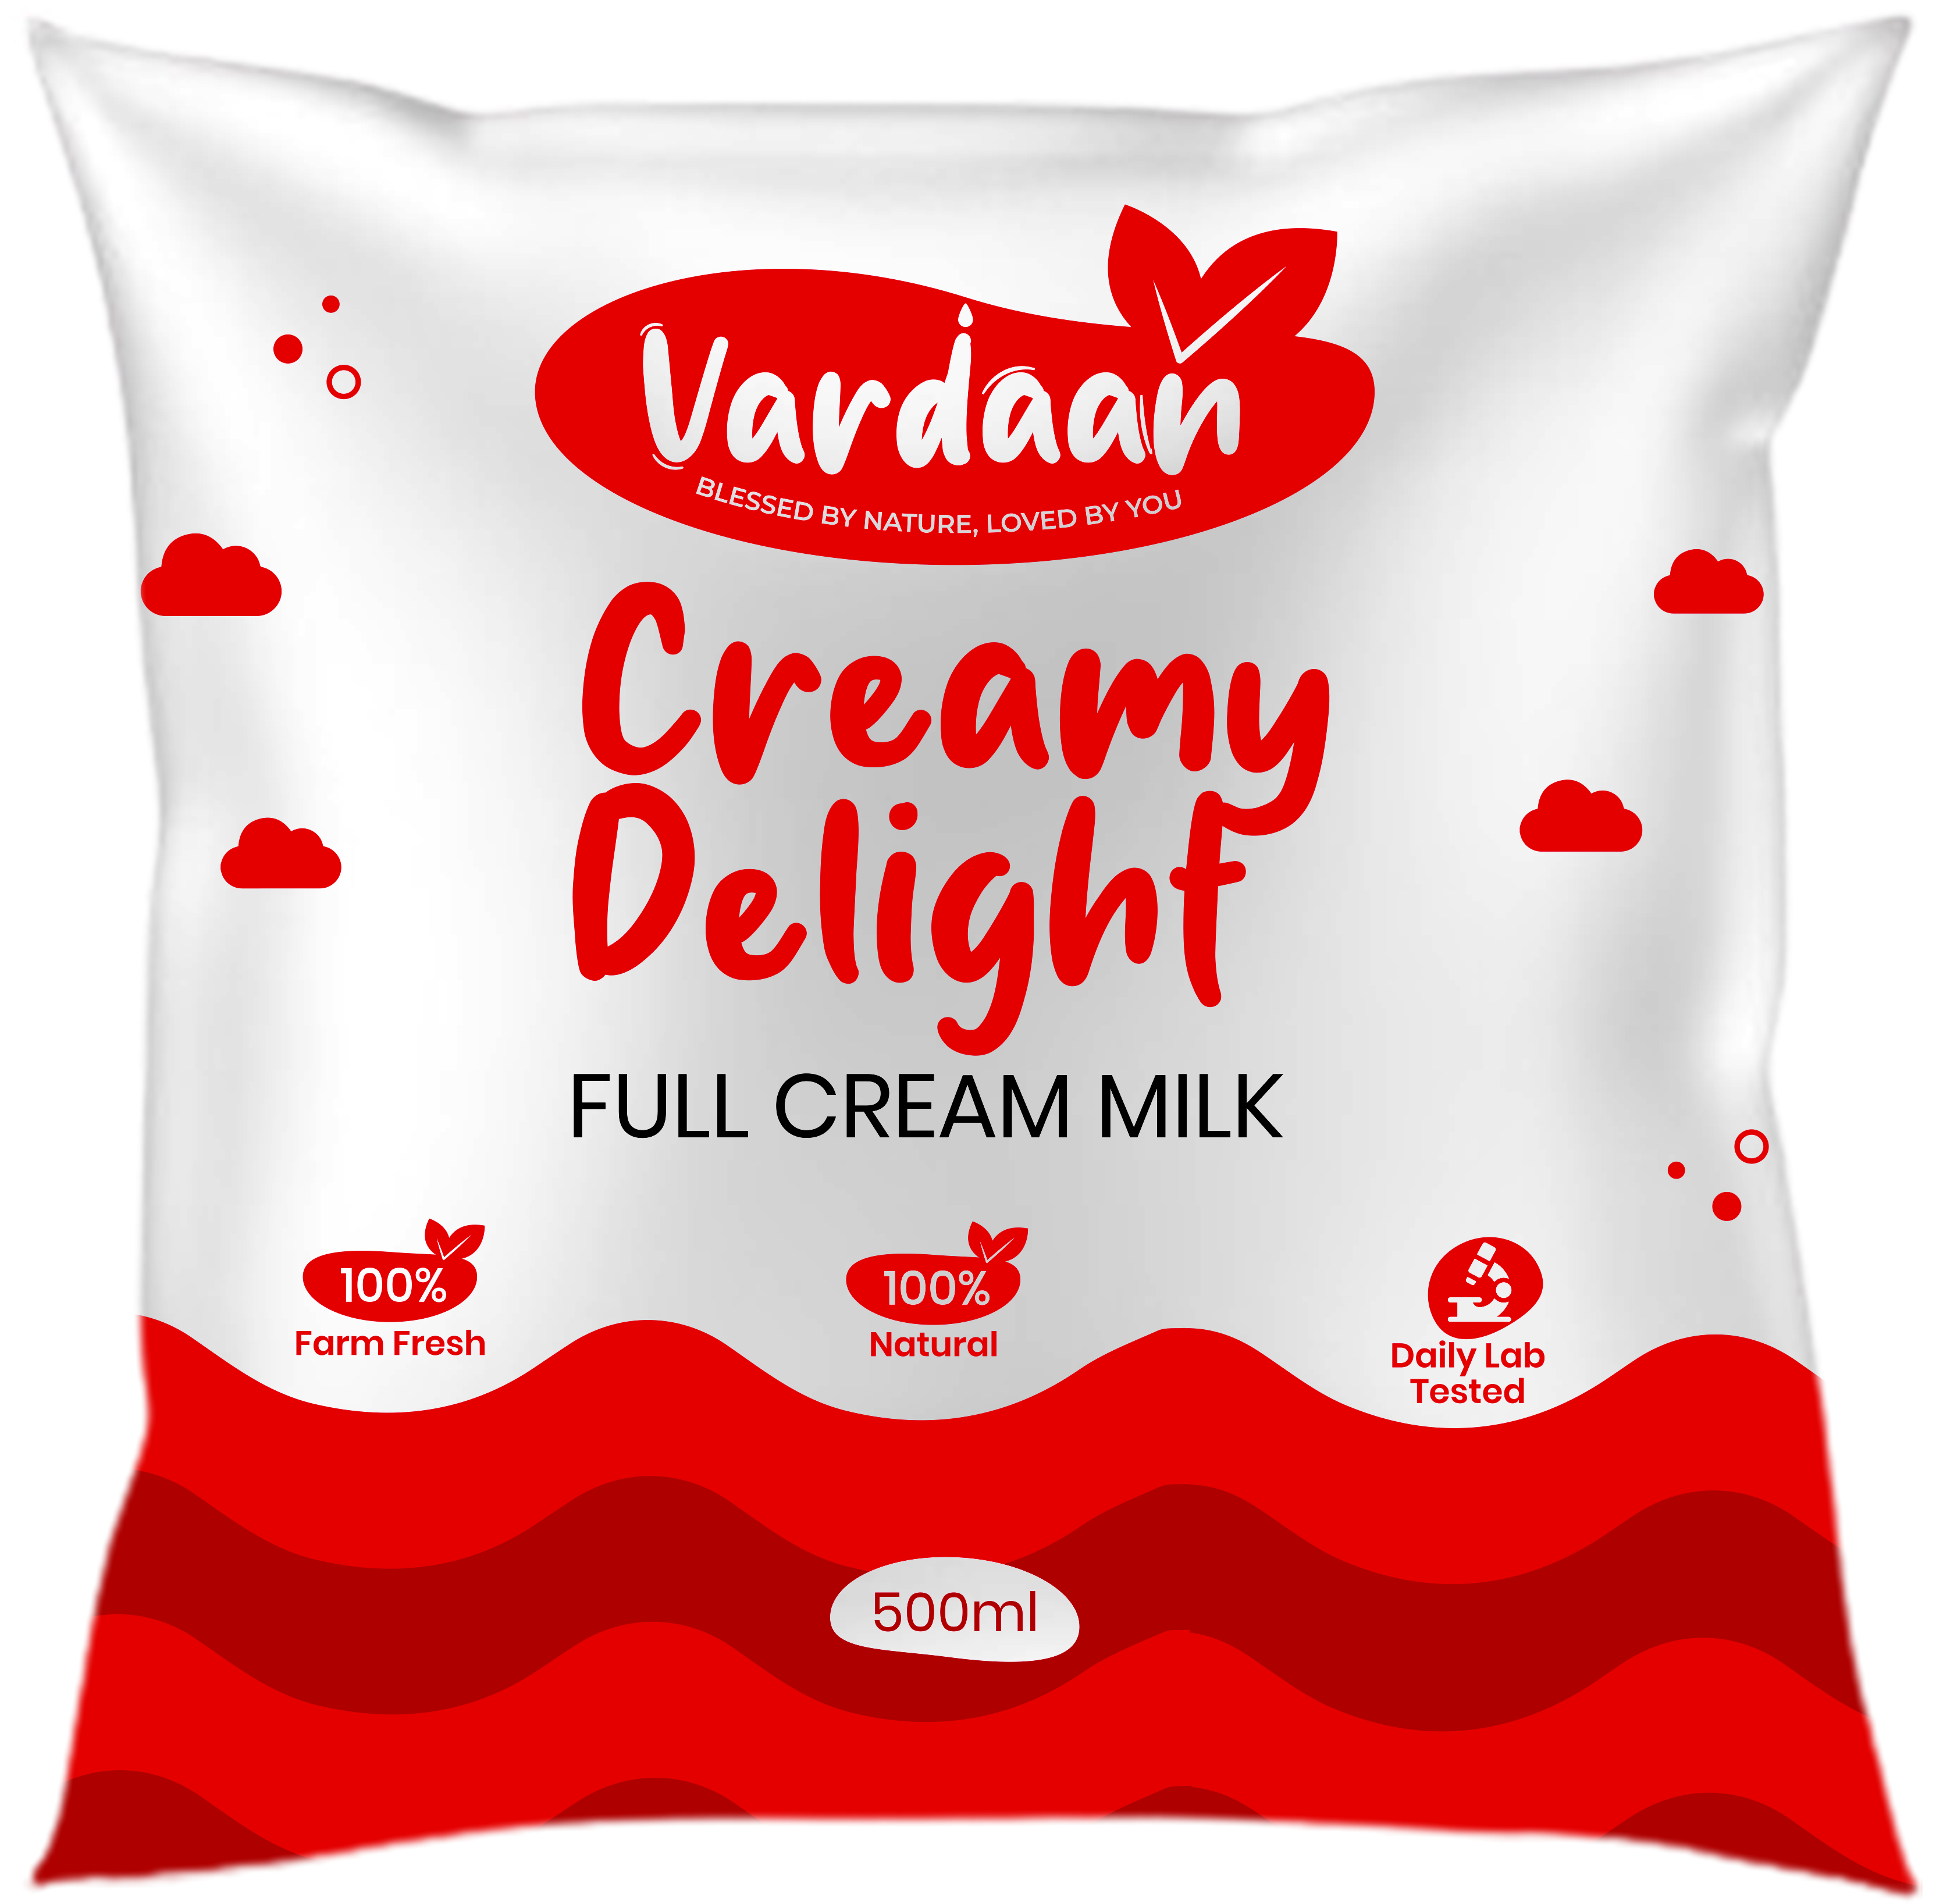 Vardaan
BLESSED BY NATURE, LOVED BY YOU
Creamy
Delight
FULL CREAM MILK
100%
Farm Fresh
100%
Natural
Daily Lab
Tested
500ml